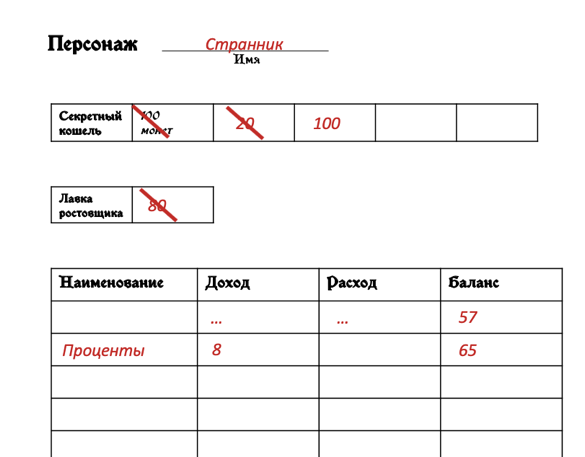 Персонаж Странник
Имя
Секретный кошель 100 монет 20 100
Лавка ростовщика 80
Наименование Доход Расход Баланс
... ... 57
Проценты 8 65